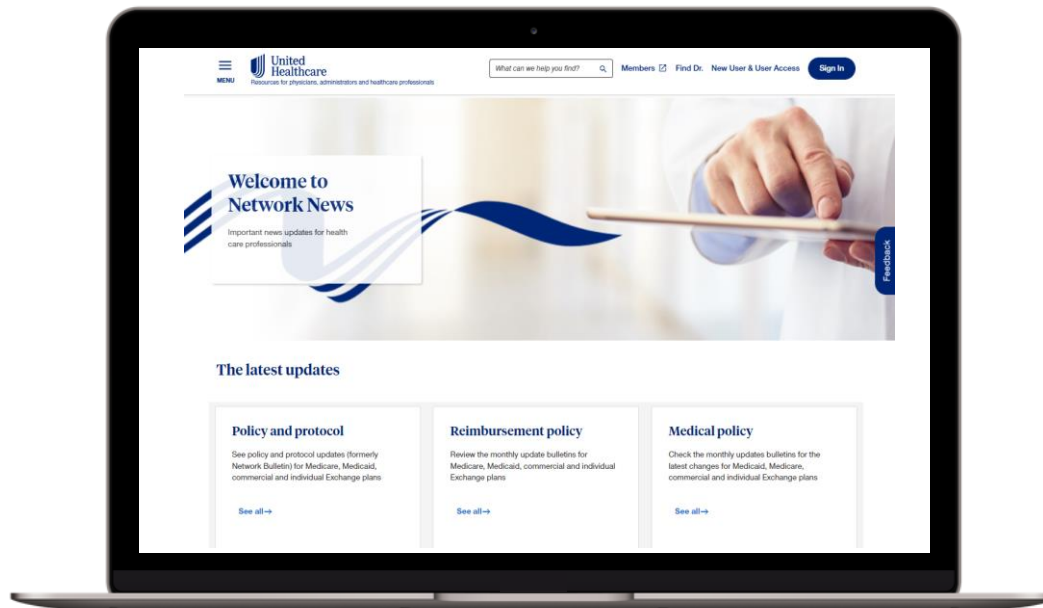 MENU
United
Healthcare
Resources for physicians, administrators and healthcare professionals
What can we help you find?
Members
Find Dr.
New User & User Access
Sign In
Welcome to
Network News
Important news updates for health
care professionals
Feedback
The latest updates
Policy and protocol
See policy and protocol updates (formerly
Network Bulletin) for Medicare, Medicaid,
commercial and individual Exchange plans
See all→
Reimbursement policy
Review the monthly update bulletins for
Medicare, Medicaid, commercial and individual
Exchange plans
See all→
Medical policy
Check the monthly updates bulletins for the
latest changes for Medicaid, Medicare,
commercial and individual Exchange plans
See all→